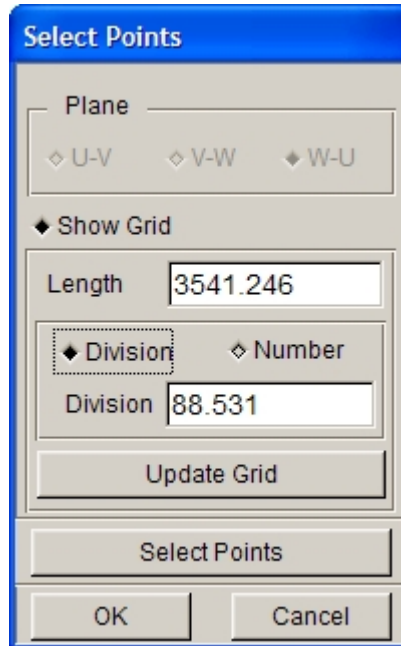 Select Points
Plane
U-V V-W W-U
Show Grid
Length 3541.246
Division Number
Division 88.531
Update Grid
Select Points
OK Cancel